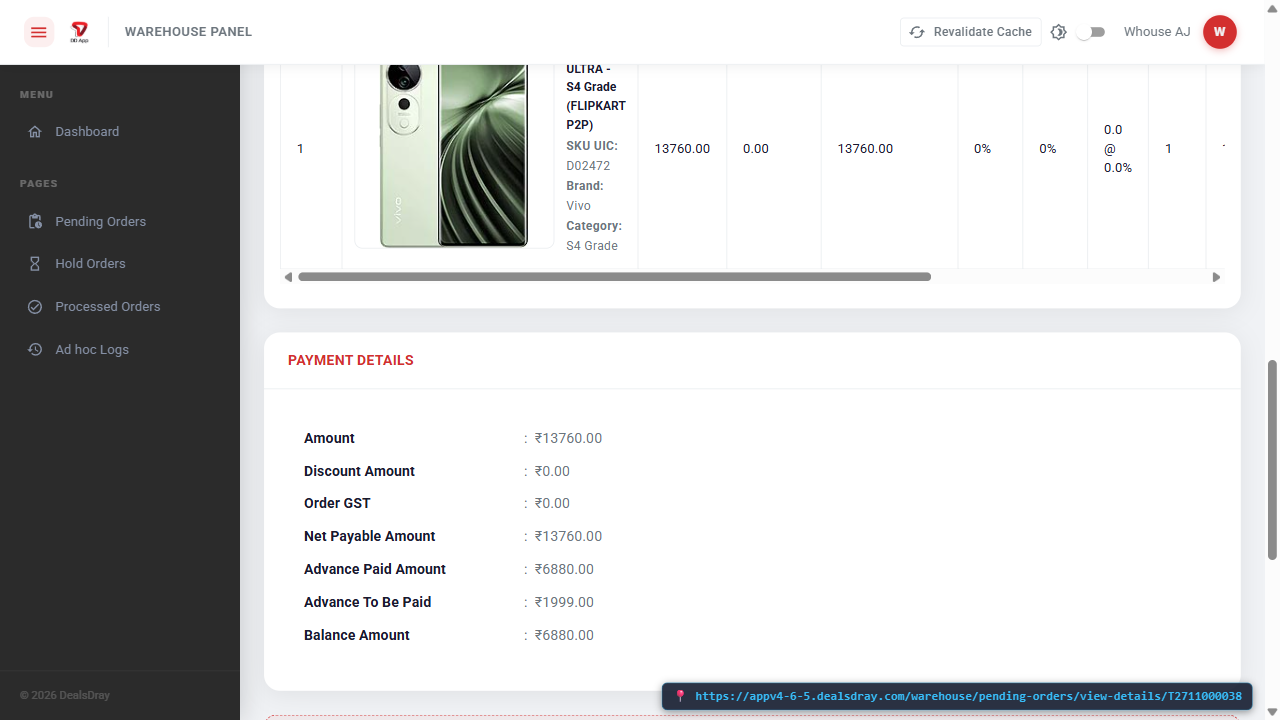 WAREHOUSE PANEL
Revalidate Cache
Whouse AJ
W
DD App
MENU
Dashboard
PAGES
Pending Orders
Hold Orders
Processed Orders
Ad hoc Logs
© 2026 DealsDray
1
vivo
ULTRA -
S4 Grade
(FLIPKART
P2P)
SKU UIC:
D02472
Brand:
Vivo
Category:
S4 Grade
13760.00
0.00
13760.00
0%
0%
0.0
@
0.0%
1
PAYMENT DETAILS
Amount : ₹13760.00
Discount Amount : ₹0.00
Order GST : ₹0.00
Net Payable Amount : ₹13760.00
Advance Paid Amount : ₹6880.00
Advance To Be Paid : ₹1999.00
Balance Amount : ₹6880.00
https://appv4-6-5.dealsdray.com/warehouse/pending-orders/view-details/T2711000038